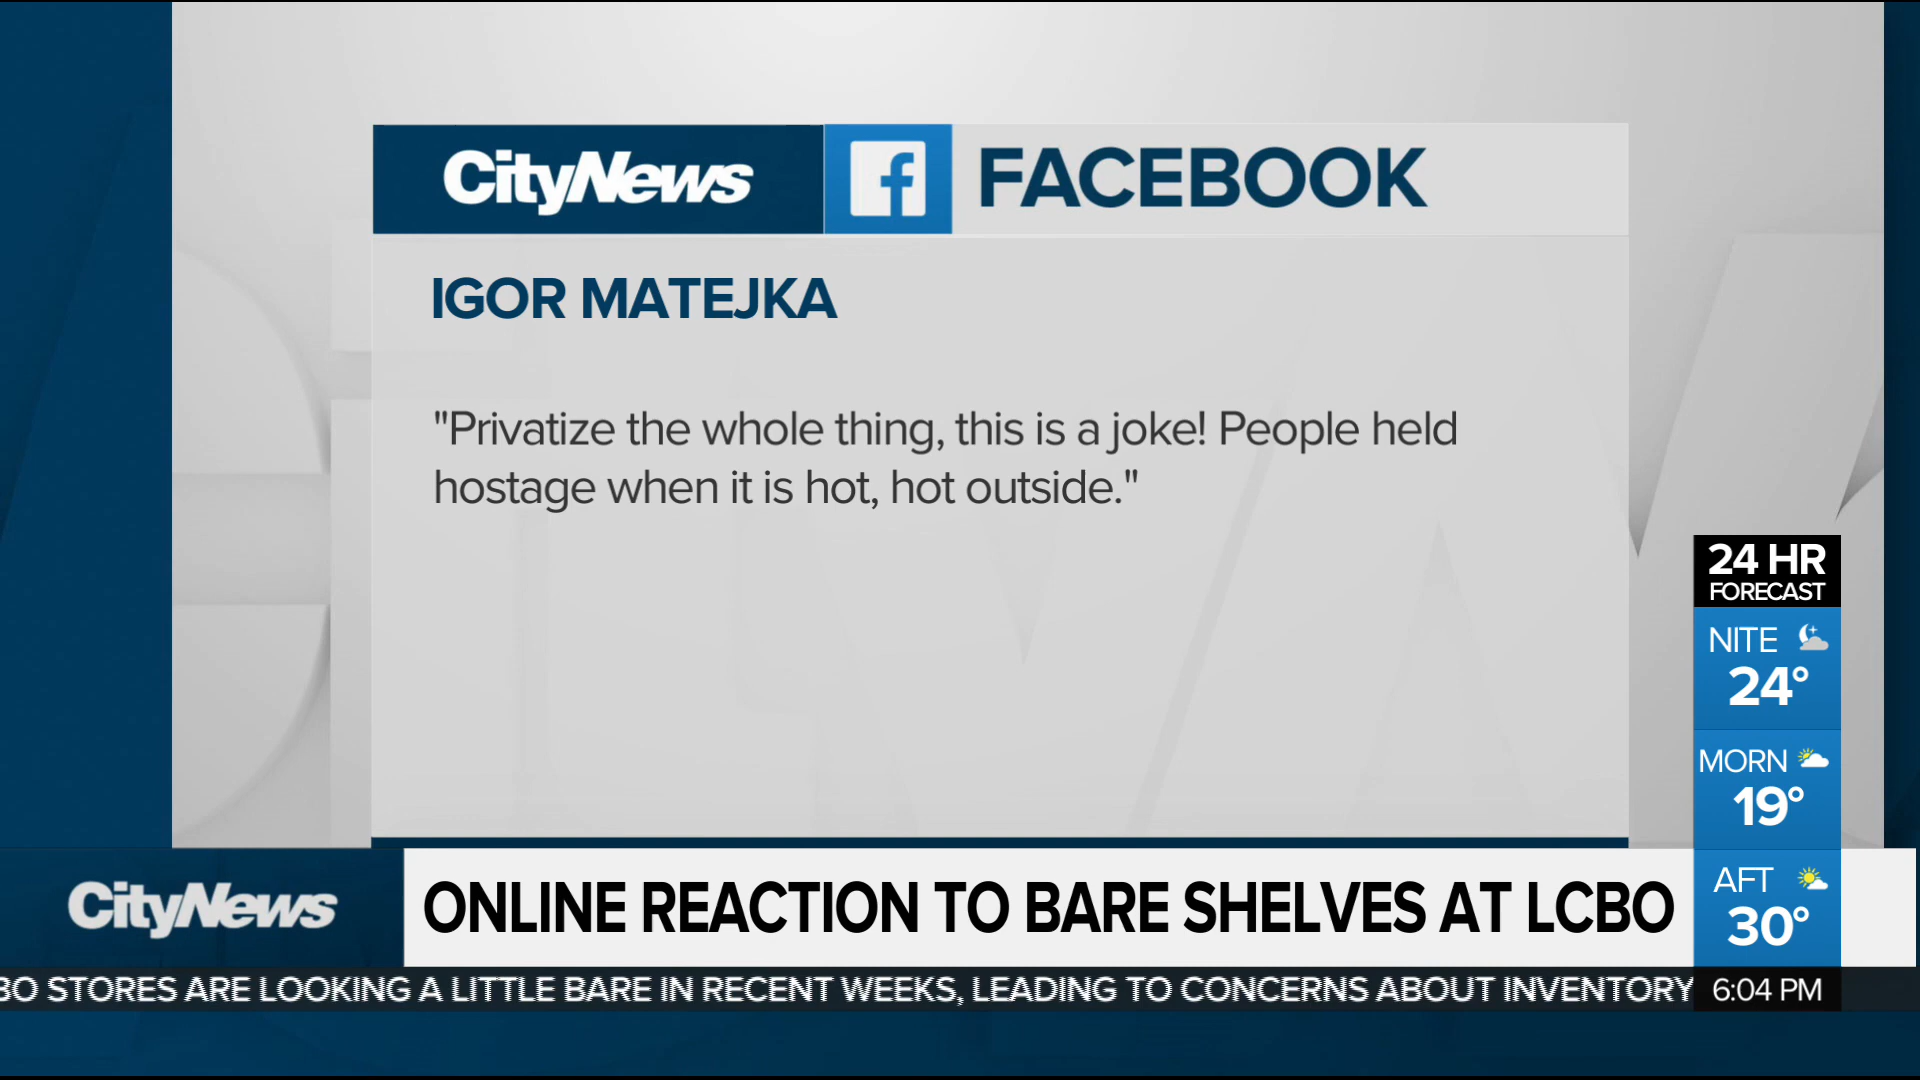 CityNews
f FACEBOOK
IGOR MATEJKA
"Privatize the whole thing, this is a joke! People held
hostage when it is hot, hot outside."
24 HR
FORECAST
NITE
24°
MORN
19°
AFT
30°
CityNews
ONLINE REACTION TO BARE SHELVES AT LCBO
BO STORES ARE LOOKING A LITTLE BARE IN RECENT WEEKS, LEADING TO CONCERNS ABOUT INVENTORY
6:04 PM